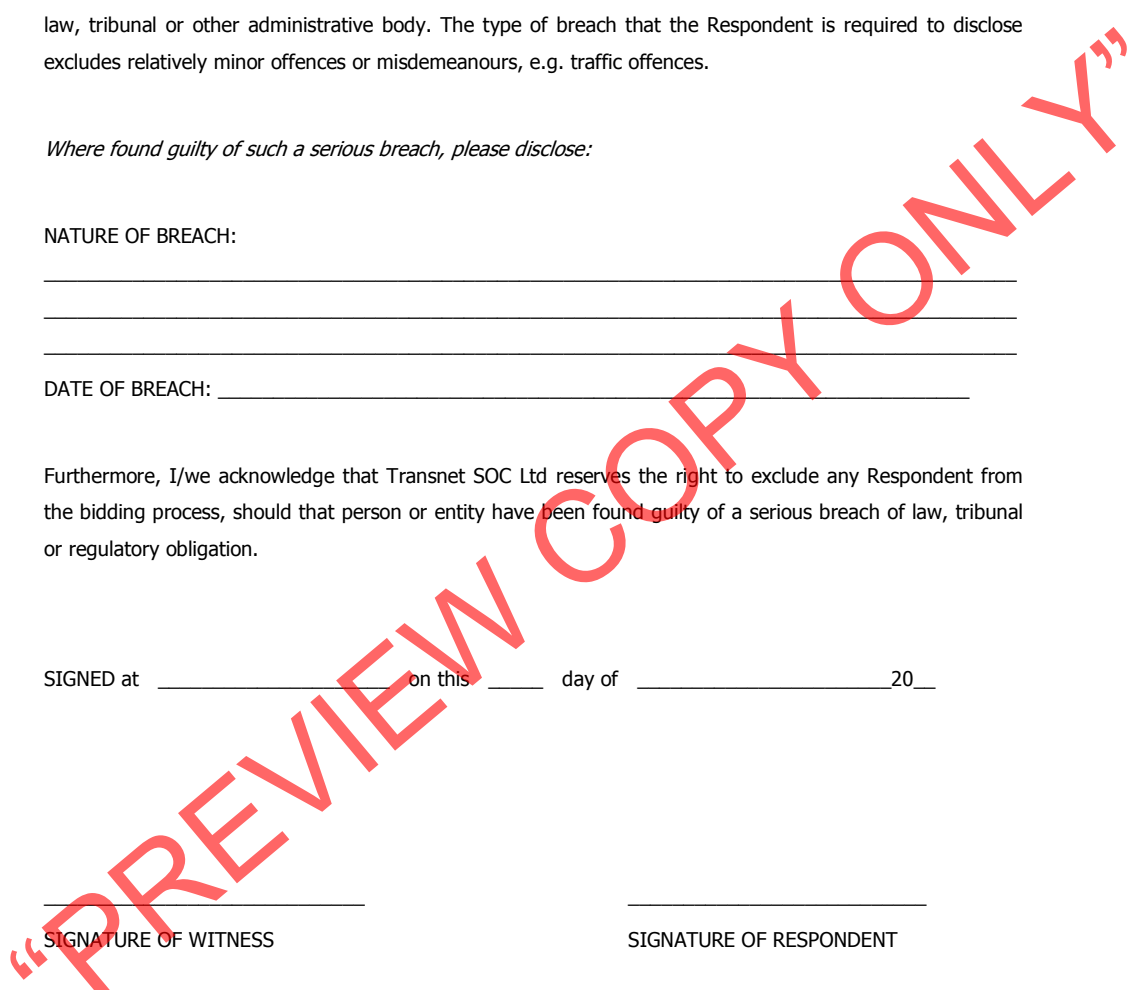 law, tribunal or other administrative body. The type of breach that the Respondent is required to disclose
excludes relatively minor offences or misdemeanours, e.g. traffic offences.
Where found guilty of such a serious breach, please disclose:
NATURE OF BREACH:
DATE OF BREACH: ___
Furthermore, I/we acknowledge that Transnet SOC Ltd reserves the right to exclude any Respondent from
the bidding process, should that person or entity have been found guilty of a serious breach of law, tribunal
or regulatory obligation.
SIGNED at ___ on this ___ day of ___20__
SIGNATURE OF WITNESS SIGNATURE OF RESPONDENT
“PREVIEW COPY ONLY”